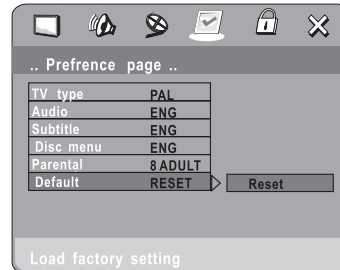 .. Prefrence page ..
TV type PAL
Audio ENG
Subtitle ENG
Disc menu ENG
Parental 8 ADULT
Default RESET Reset
Load factory setting